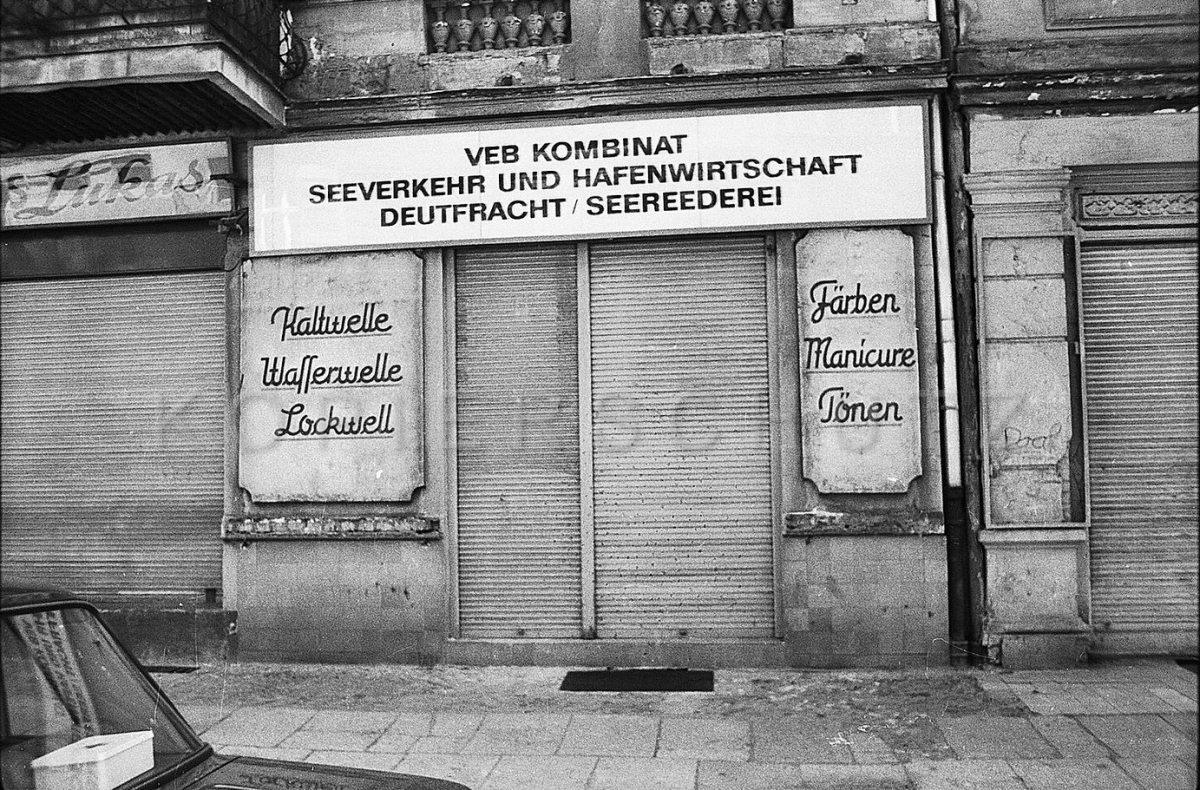 VEB KOMBINAT
SEEVERKEHR UND HAFENWIRTSCHAFT
DEUTFRACHT / SEEREEDEREI
Lukas
Kaltwelle
Wasserwelle
Lockwell
Färben
Manicure
Tönen